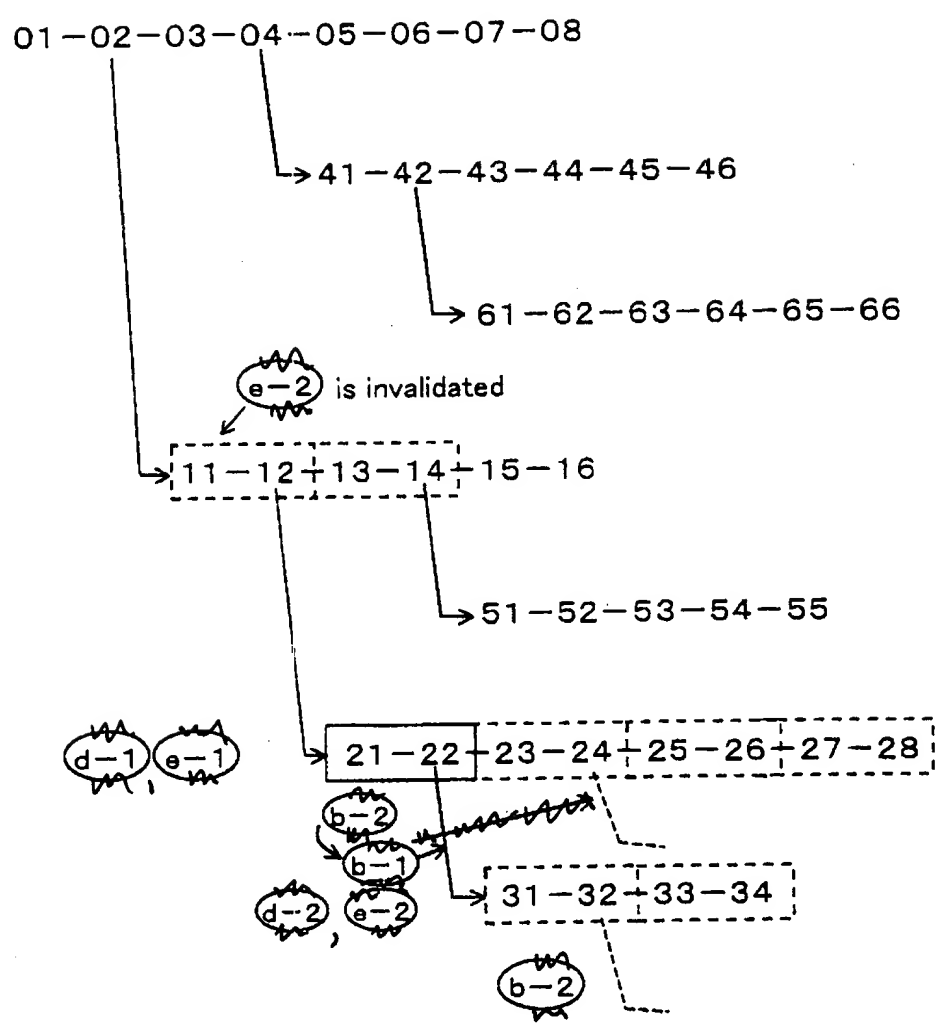 01-02-03-04-05-06-07-08
41-42-43-44-45-46
61-62-63-64-65-66
e-2 is invalidated
11-12-13-14-15-16
51-52-53-54-55
d-1, e-1
21-22-23-24-25-26-27-28
b-2
b-1
31-32-33-34
d-2, e-2
b-2